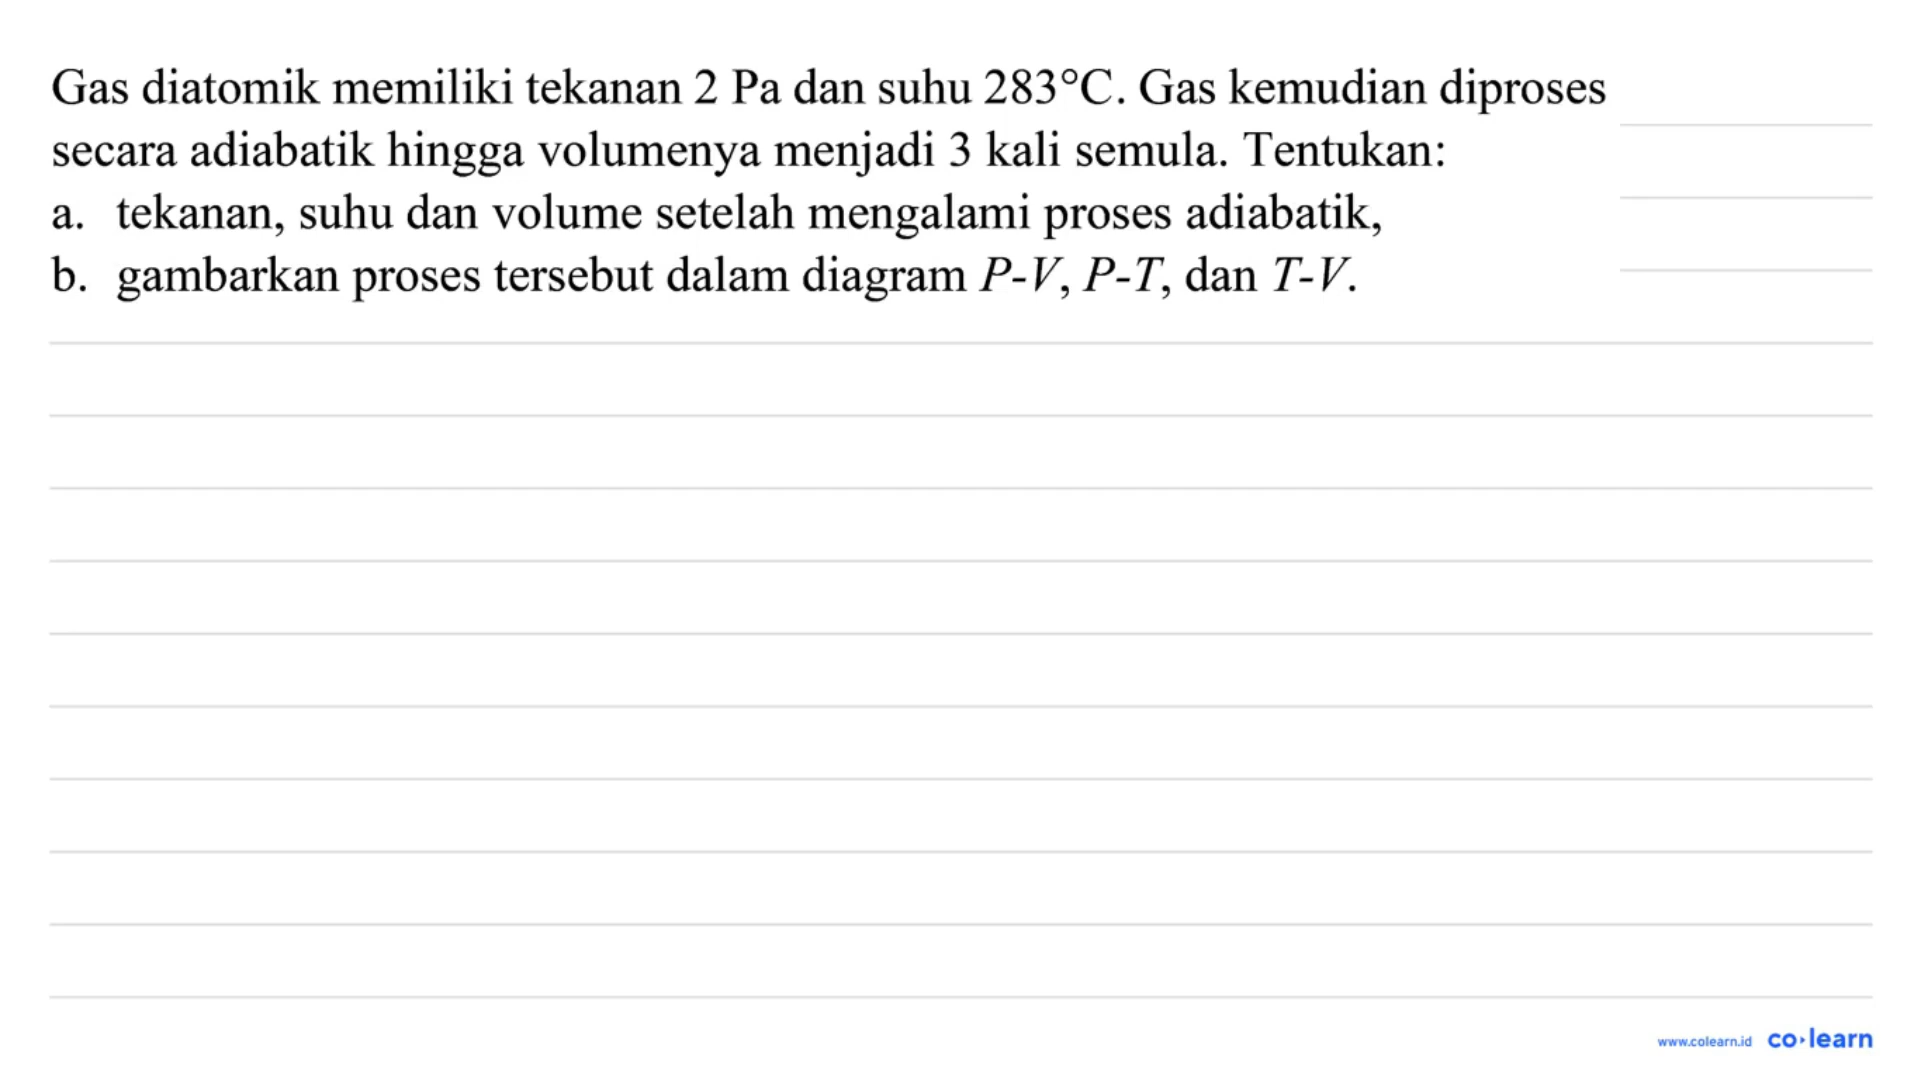 Gas diatomik memiliki tekanan 2 Pa dan suhu 283°C. Gas kemudian diproses
secara adiabatik hingga volumenya menjadi 3 kali semula. Tentukan:
a. tekanan, suhu dan volume setelah mengalami proses adiabatik,
b. gambarkan proses tersebut dalam diagram P-V, P-T, dan T-V.
www.colearn.id co·learn